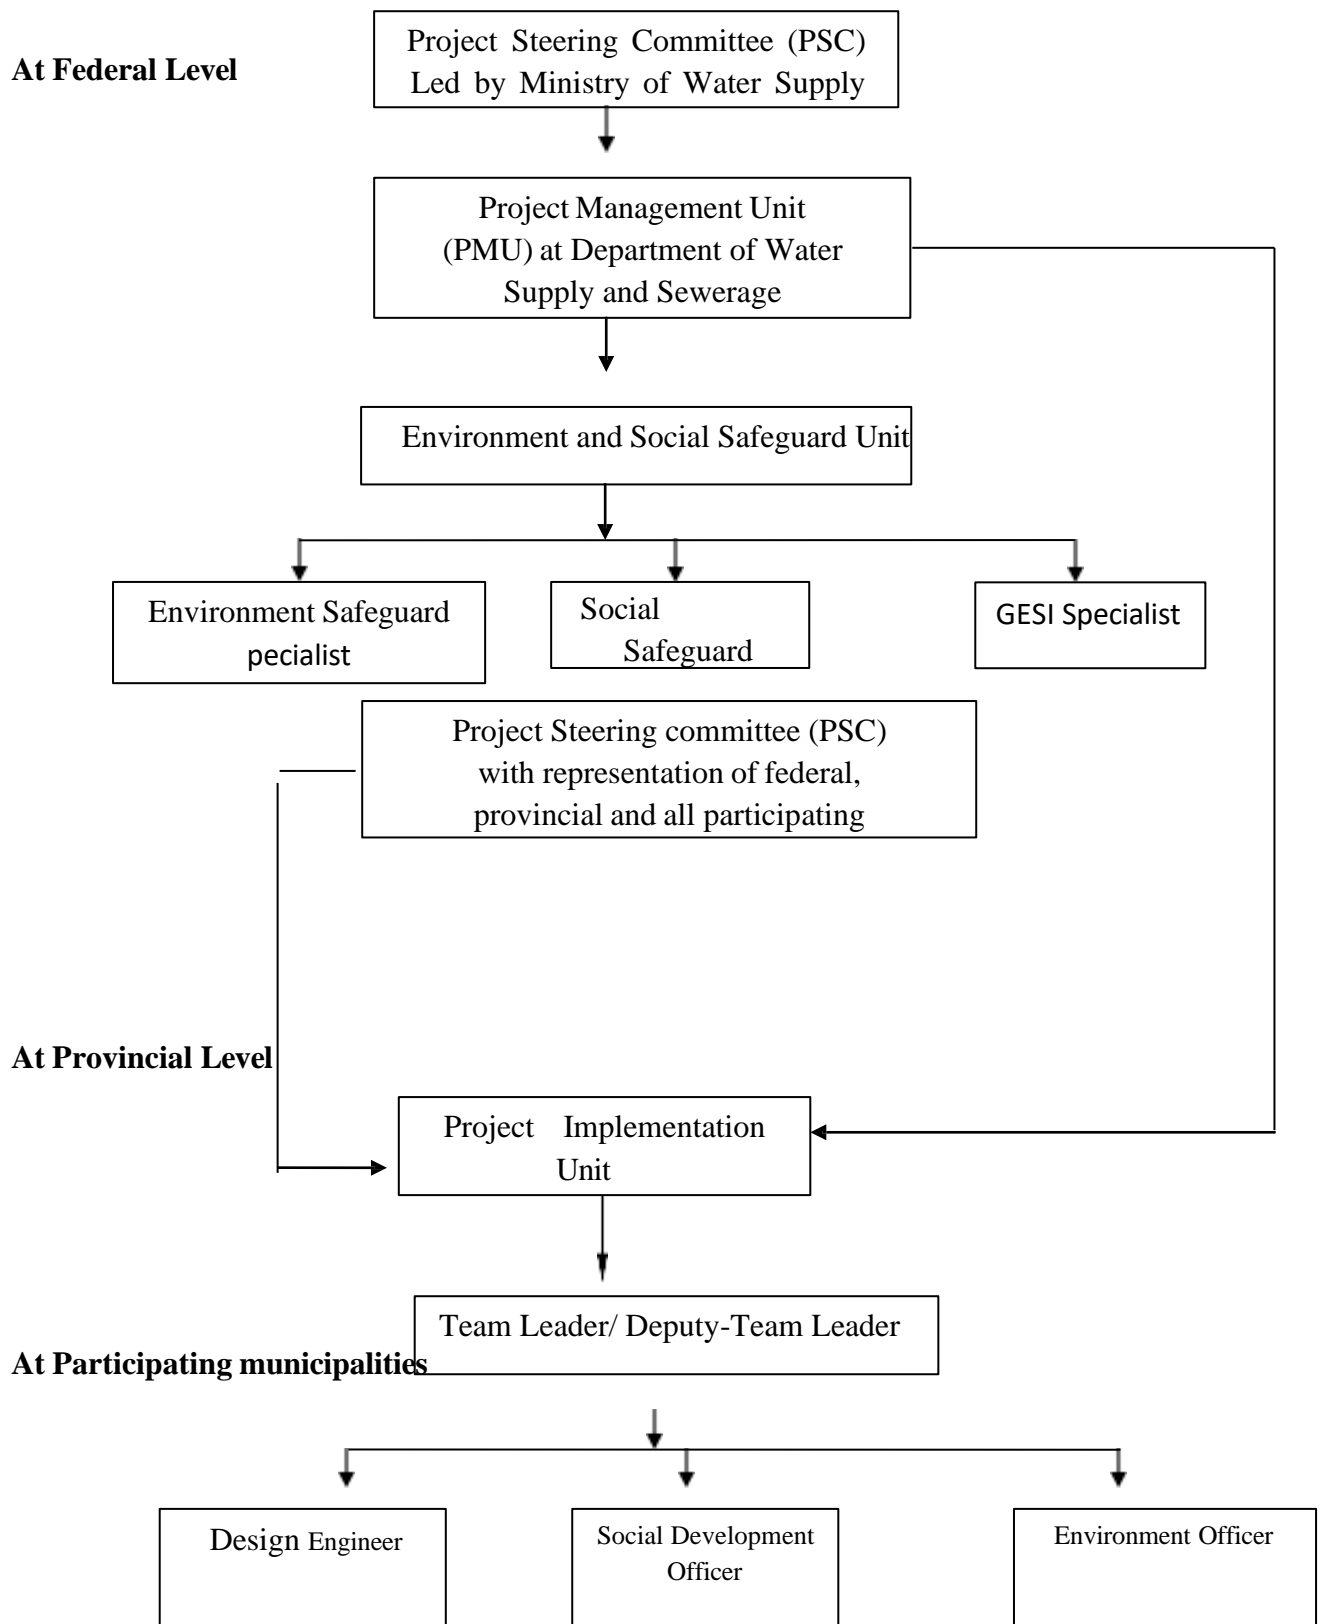 Project Steering Committee (PSC)
Led by Ministry of Water Supply
At Federal Level
Project Management Unit
(PMU) at Department of Water
Supply and Sewerage
Environment and Social Safeguard Unit
Environment Safeguard
pecialist
Social
Safeguard
GESI Specialist
Project Steering committee (PSC)
with representation of federal,
provincial and all participating
At Provincial Level
Project Implementation
Unit
Team Leader/ Deputy-Team Leader
At Participating municipalities
Design Engineer
Social Development
Officer
Environment Officer